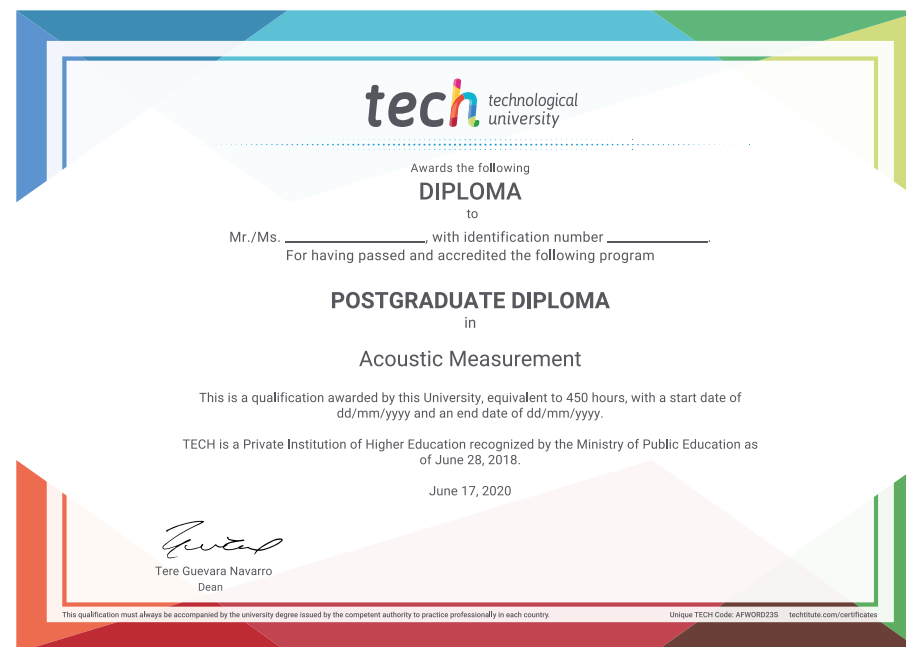 tech technological
university
Awards the following
DIPLOMA
to
Mr./Ms. ____________________, with identification number ______________.
For having passed and accredited the following program
POSTGRADUATE DIPLOMA
in
Acoustic Measurement
This is a qualification awarded by this University, equivalent to 450 hours, with a start date of
dd/mm/yyyy and an end date of dd/mm/yyyy.
TECH is a Private Institution of Higher Education recognized by the Ministry of Public Education as
of June 28, 2018.
June 17, 2020
Tere Guevara Navarro
Dean
This qualification must always be accompanied by the university degree issued by the competent authority to practice professionally in each country. Unique TECH Code: AFWORD23S techtitute.com/certificates